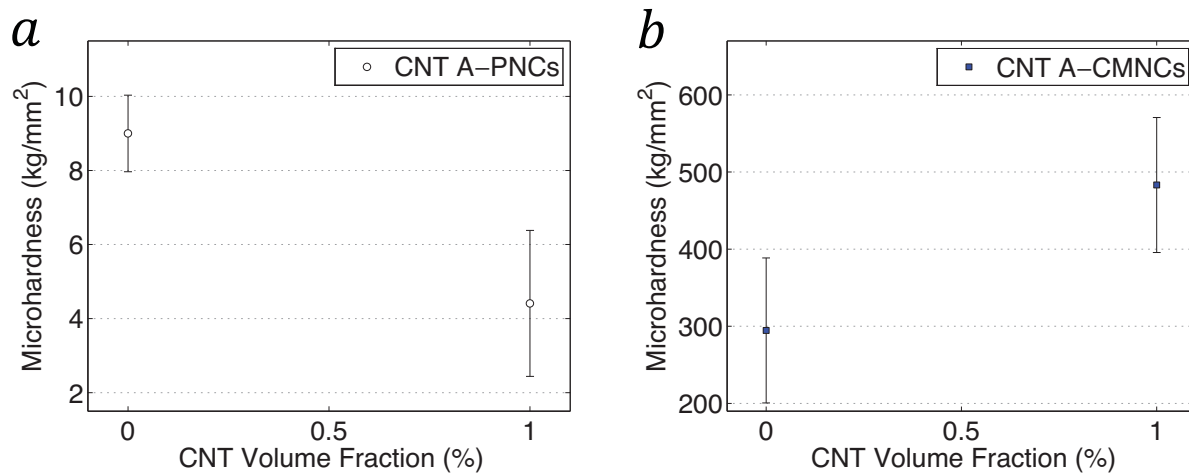 a
CNT A−PNCs
10
8
6
4
2
Microhardness (kg/mm²)
0
0.5
1
CNT Volume Fraction (%)
b
CNT A−CMNCs
600
500
400
300
200
Microhardness (kg/mm²)
0
0.5
1
CNT Volume Fraction (%)